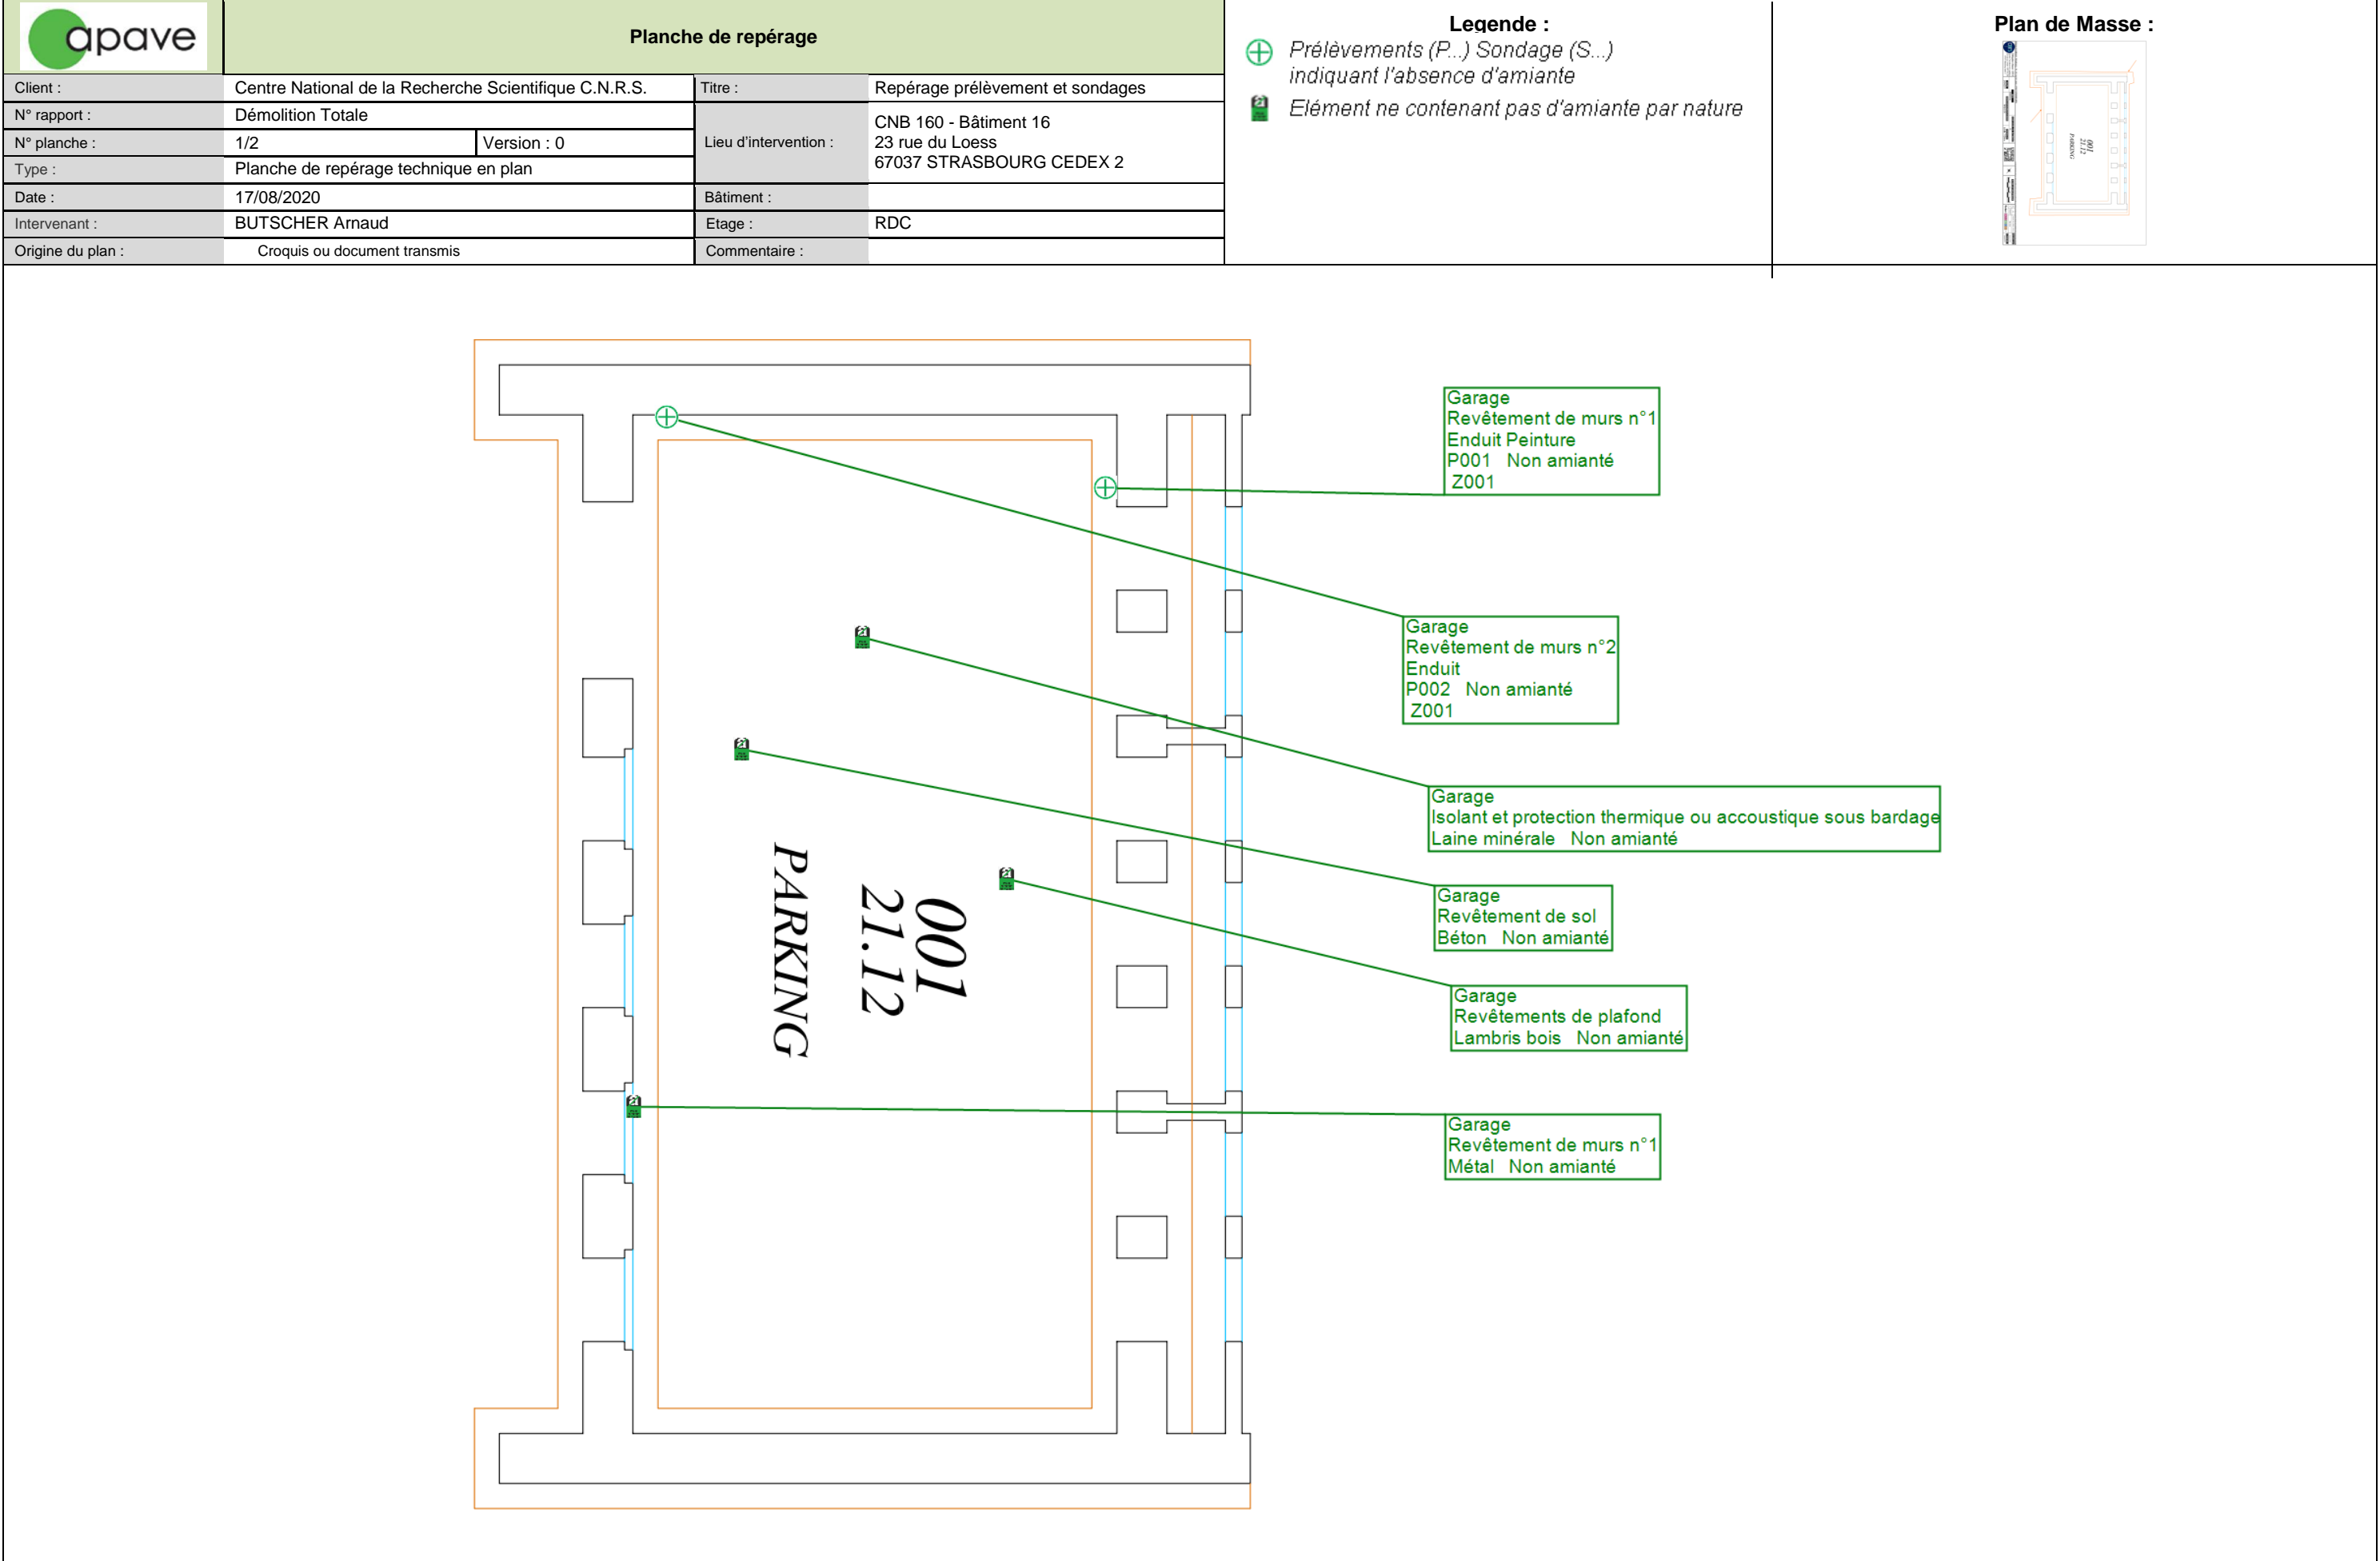 apave
Planche de repérage
Client :
Centre National de la Recherche Scientifique C.N.R.S.
Titre :
Repérage prélèvement et sondages
N° rapport :
Démolition Totale
Lieu d'intervention :
CNB 160 - Bâtiment 16
23 rue du Loess
67037 STRASBOURG CEDEX 2
N° planche :
1/2
Version : 0
Type :
Planche de repérage technique en plan
Date :
17/08/2020
Bâtiment :
Intervenant :
BUTSCHER Arnaud
Etage :
RDC
Origine du plan :
Croquis ou document transmis
Commentaire :
Legende :
Prélèvements (P...) Sondage (S...)
indiquant l'absence d'amiante
Elément ne contenant pas d'amiante par nature
Plan de Masse :
001
21.12
PARKING
Garage
Revêtement de murs n°1
Enduit Peinture
P001 Non amianté
Z001
Garage
Revêtement de murs n°2
Enduit
P002 Non amianté
Z001
Garage
Isolant et protection thermique ou accoustique sous bardage
Laine minérale Non amianté
Garage
Revêtement de sol
Béton Non amianté
Garage
Revêtements de plafond
Lambris bois Non amianté
Garage
Revêtement de murs n°1
Métal Non amianté
001
21.12
PARKING